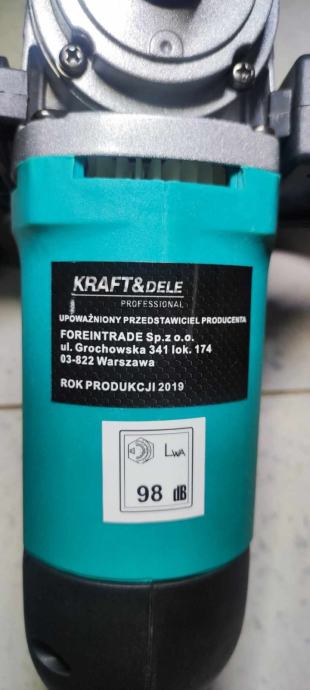 KRAFT&DELE
PROFESSIONAL
UPOWAŻNIONY PRZEDSTAWICIEL PRODUCENTA
FOREINTRADE Sp.z o.o.
ul. Grochowska 341 lok. 174
03-822 Warszawa
ROK PRODUKCJI 2019
LWA
98 dB